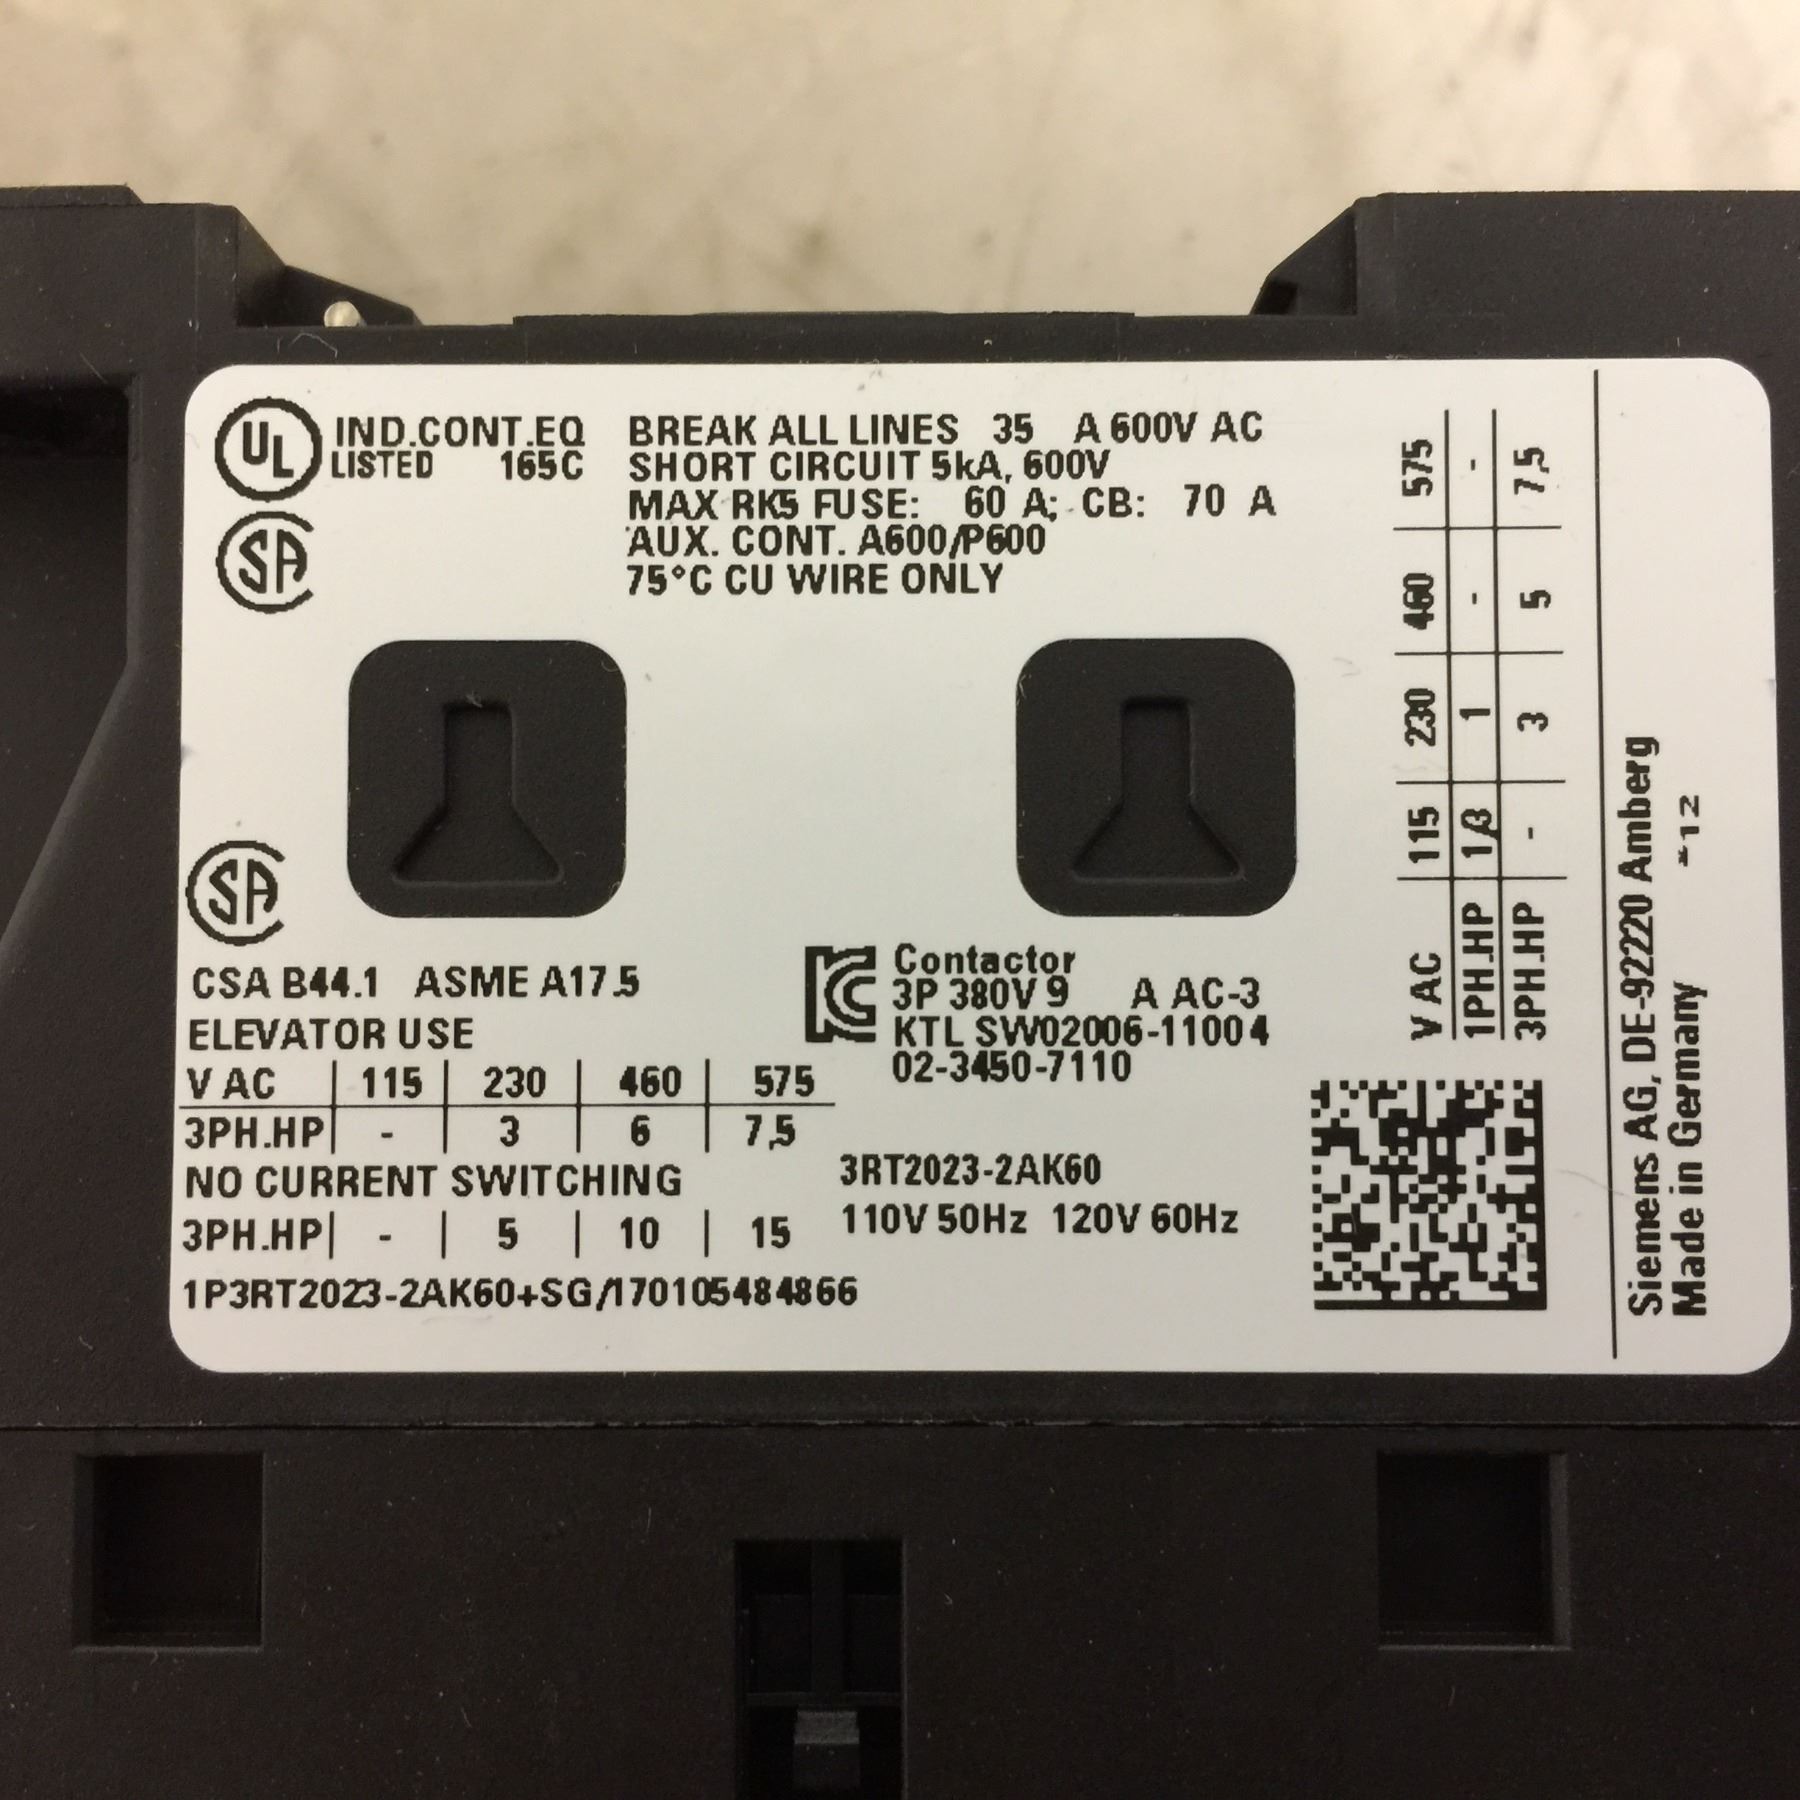 UL IND.CONT.EQ
LISTED 165C
BREAK ALL LINES 35 A 600V AC
SHORT CIRCUIT 5kA, 600V
MAX RK5 FUSE: 60 A; CB: 70 A
AUX. CONT. A600/P600
75°C CU WIRE ONLY
SA
SA
CSA B44.1 ASME A17.5
ELEVATOR USE
V AC | 115 | 230 | 460 | 575
3PH.HP | - | 3 | 6 | 7,5
NO CURRENT SWITCHING
3PH.HP | - | 5 | 10 | 15
1P3RT2023-2AK60+SG/170105484866
Contactor
3P 380V 9 A AC-3
KTL SW02006-11004
02-3450-7110
3RT2023-2AK60
110V 50Hz 120V 60Hz
V AC | 115 | 230 | 460 | 575
1PH.HP | 1/3 | 1 | - | -
3PH.HP | - | 3 | 5 | 7,5
Siemens AG, DE-92220 Amberg
Made in Germany 12